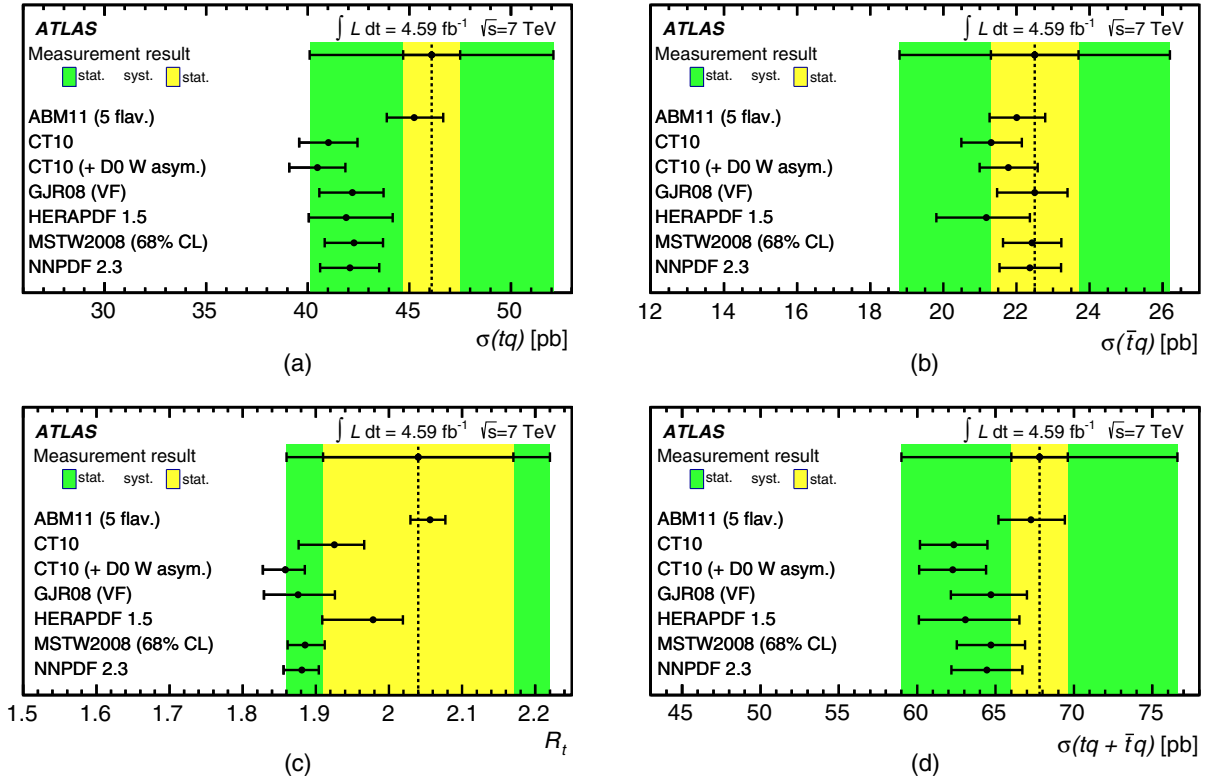 ATLAS ∫ L dt = 4.59 fb⁻¹ √s=7 TeV
Measurement result
stat. syst. stat.
ABM11 (5 flav.)
CT10
CT10 (+ D0 W asym.)
GJR08 (VF)
HERAPDF 1.5
MSTW2008 (68% CL)
NNPDF 2.3
30 35 40 45 50
σ(tq) [pb]
(a)
ATLAS ∫ L dt = 4.59 fb⁻¹ √s=7 TeV
Measurement result
stat. syst. stat.
ABM11 (5 flav.)
CT10
CT10 (+ D0 W asym.)
GJR08 (VF)
HERAPDF 1.5
MSTW2008 (68% CL)
NNPDF 2.3
12 14 16 18 20 22 24 26
σ(t̄q) [pb]
(b)
ATLAS ∫ L dt = 4.59 fb⁻¹ √s=7 TeV
Measurement result
stat. syst. stat.
ABM11 (5 flav.)
CT10
CT10 (+ D0 W asym.)
GJR08 (VF)
HERAPDF 1.5
MSTW2008 (68% CL)
NNPDF 2.3
1.5 1.6 1.7 1.8 1.9 2 2.1 2.2
Rₜ
(c)
ATLAS ∫ L dt = 4.59 fb⁻¹ √s=7 TeV
Measurement result
stat. syst. stat.
ABM11 (5 flav.)
CT10
CT10 (+ D0 W asym.)
GJR08 (VF)
HERAPDF 1.5
MSTW2008 (68% CL)
NNPDF 2.3
45 50 55 60 65 70 75
σ(tq + t̄q) [pb]
(d)